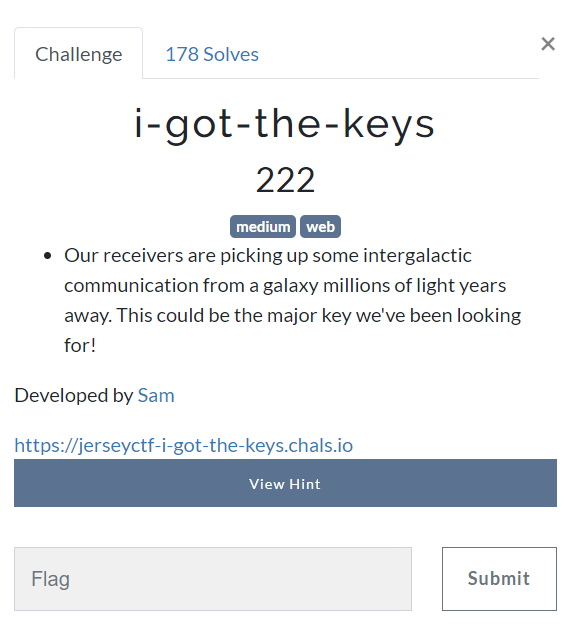 Challenge 178 Solves ×
i-got-the-keys
222
medium web
• Our receivers are picking up some intergalactic
communication from a galaxy millions of light years
away. This could be the major key we've been looking
for!
Developed by Sam
https://jerseyctf-i-got-the-keys.chals.io
View Hint
Flag Submit